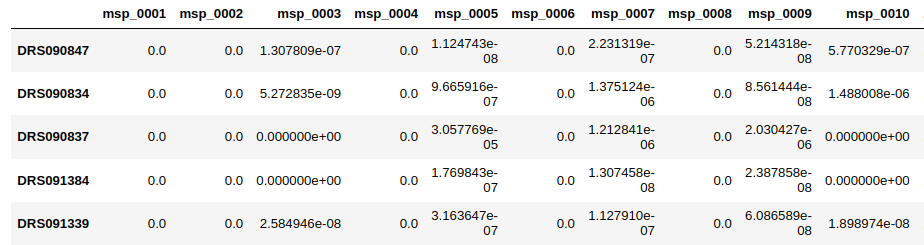 msp_0001 msp_0002 msp_0003 msp_0004 msp_0005 msp_0006 msp_0007 msp_0008 msp_0009 msp_0010
DRS090847 0.0 0.0 1.307809e-07 0.0 1.124743e-08 0.0 2.231319e-07 0.0 5.214318e-08 5.770329e-07
DRS090834 0.0 0.0 5.272835e-09 0.0 9.665916e-07 0.0 1.375124e-06 0.0 8.561444e-08 1.488008e-06
DRS090837 0.0 0.0 0.000000e+00 0.0 3.057769e-05 0.0 1.212841e-06 0.0 2.030427e-06 0.000000e+00
DRS091384 0.0 0.0 0.000000e+00 0.0 1.769843e-07 0.0 1.307458e-08 0.0 2.387858e-08 0.000000e+00
DRS091339 0.0 0.0 2.584946e-08 0.0 3.163647e-07 0.0 1.127910e-07 0.0 6.086589e-08 1.898974e-08